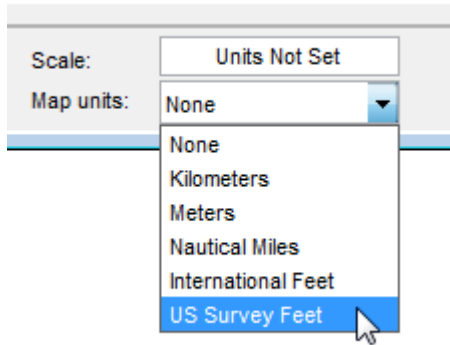 Scale: Units Not Set
Map units: None
None
Kilometers
Meters
Nautical Miles
International Feet
US Survey Feet